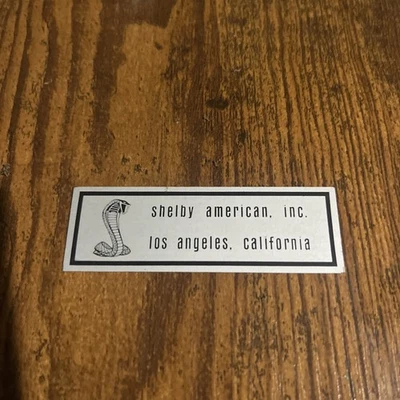 shelby american, inc.
los angeles, california